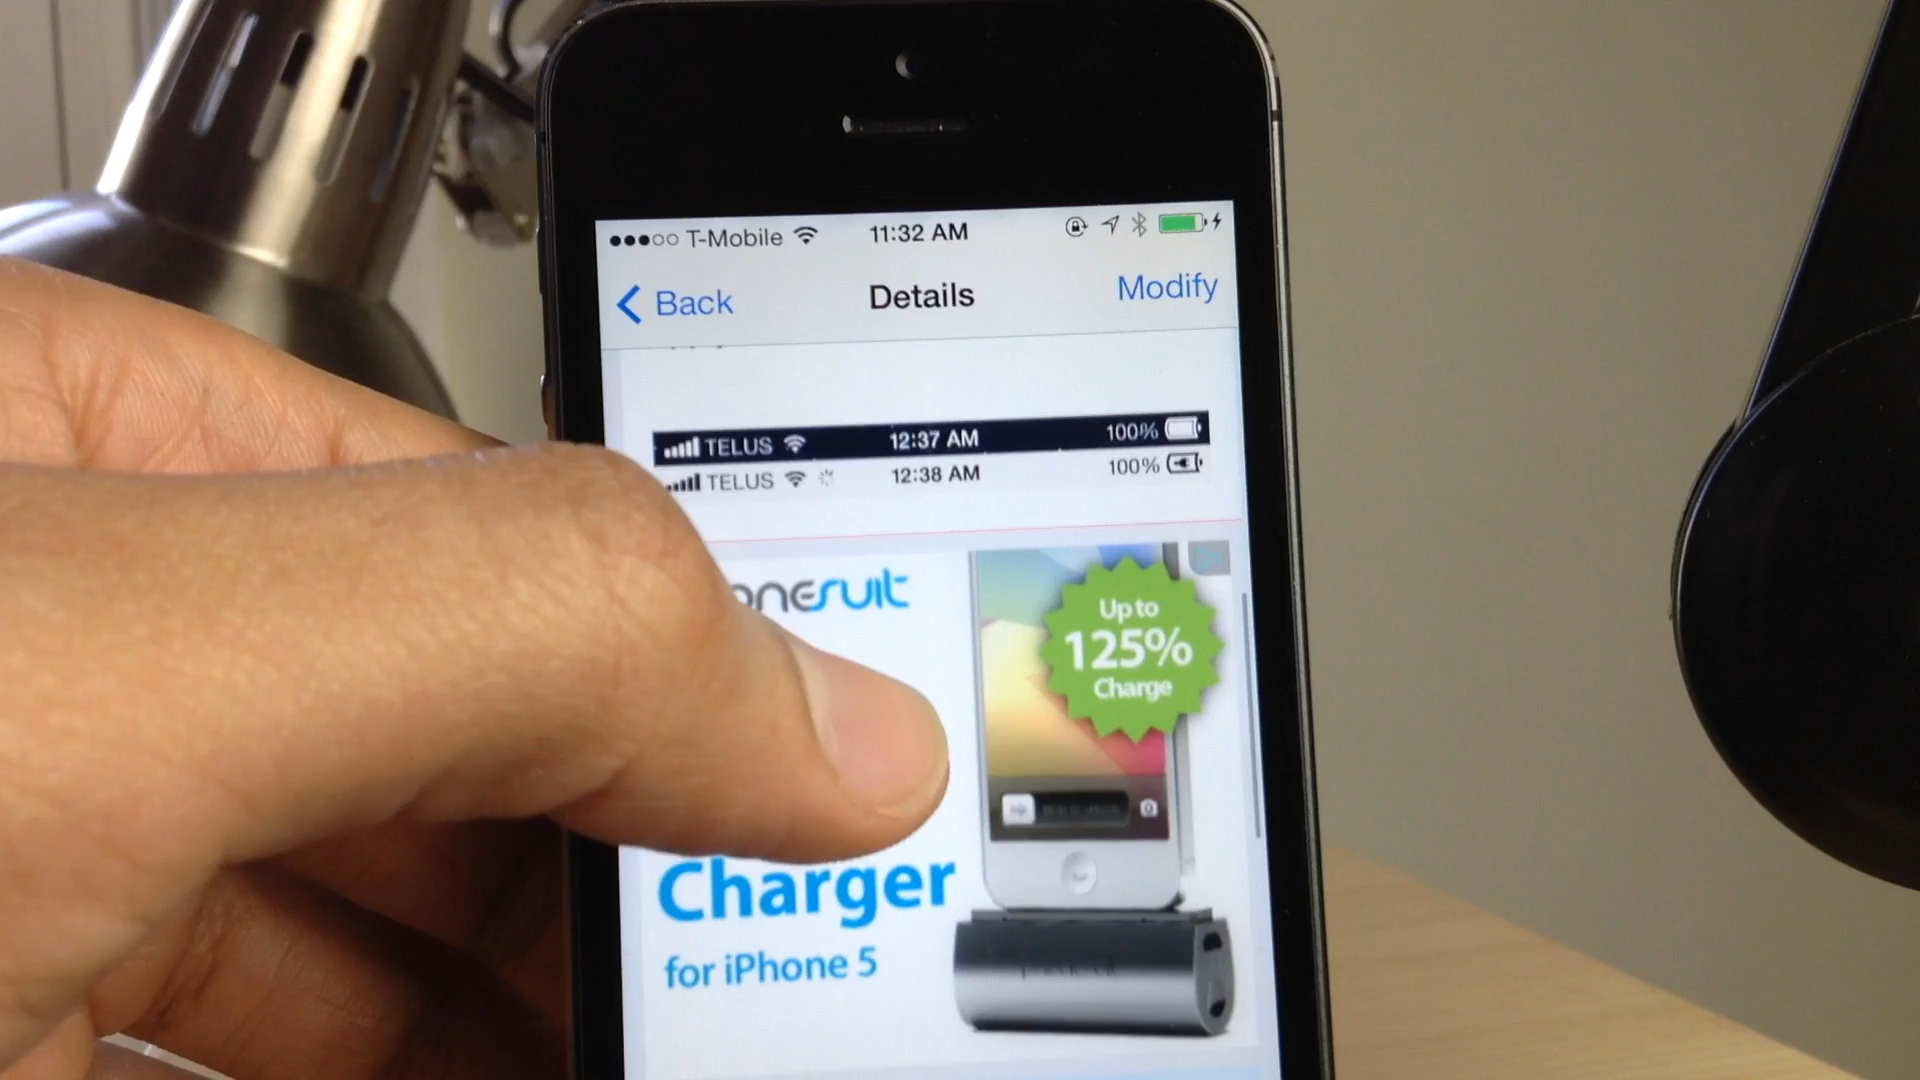 T-Mobile 11:32 AM
Back Details Modify
TELUS 12:37 AM 100%
TELUS 12:38 AM 100%
Up to
125%
Charge
Charger
for iPhone 5